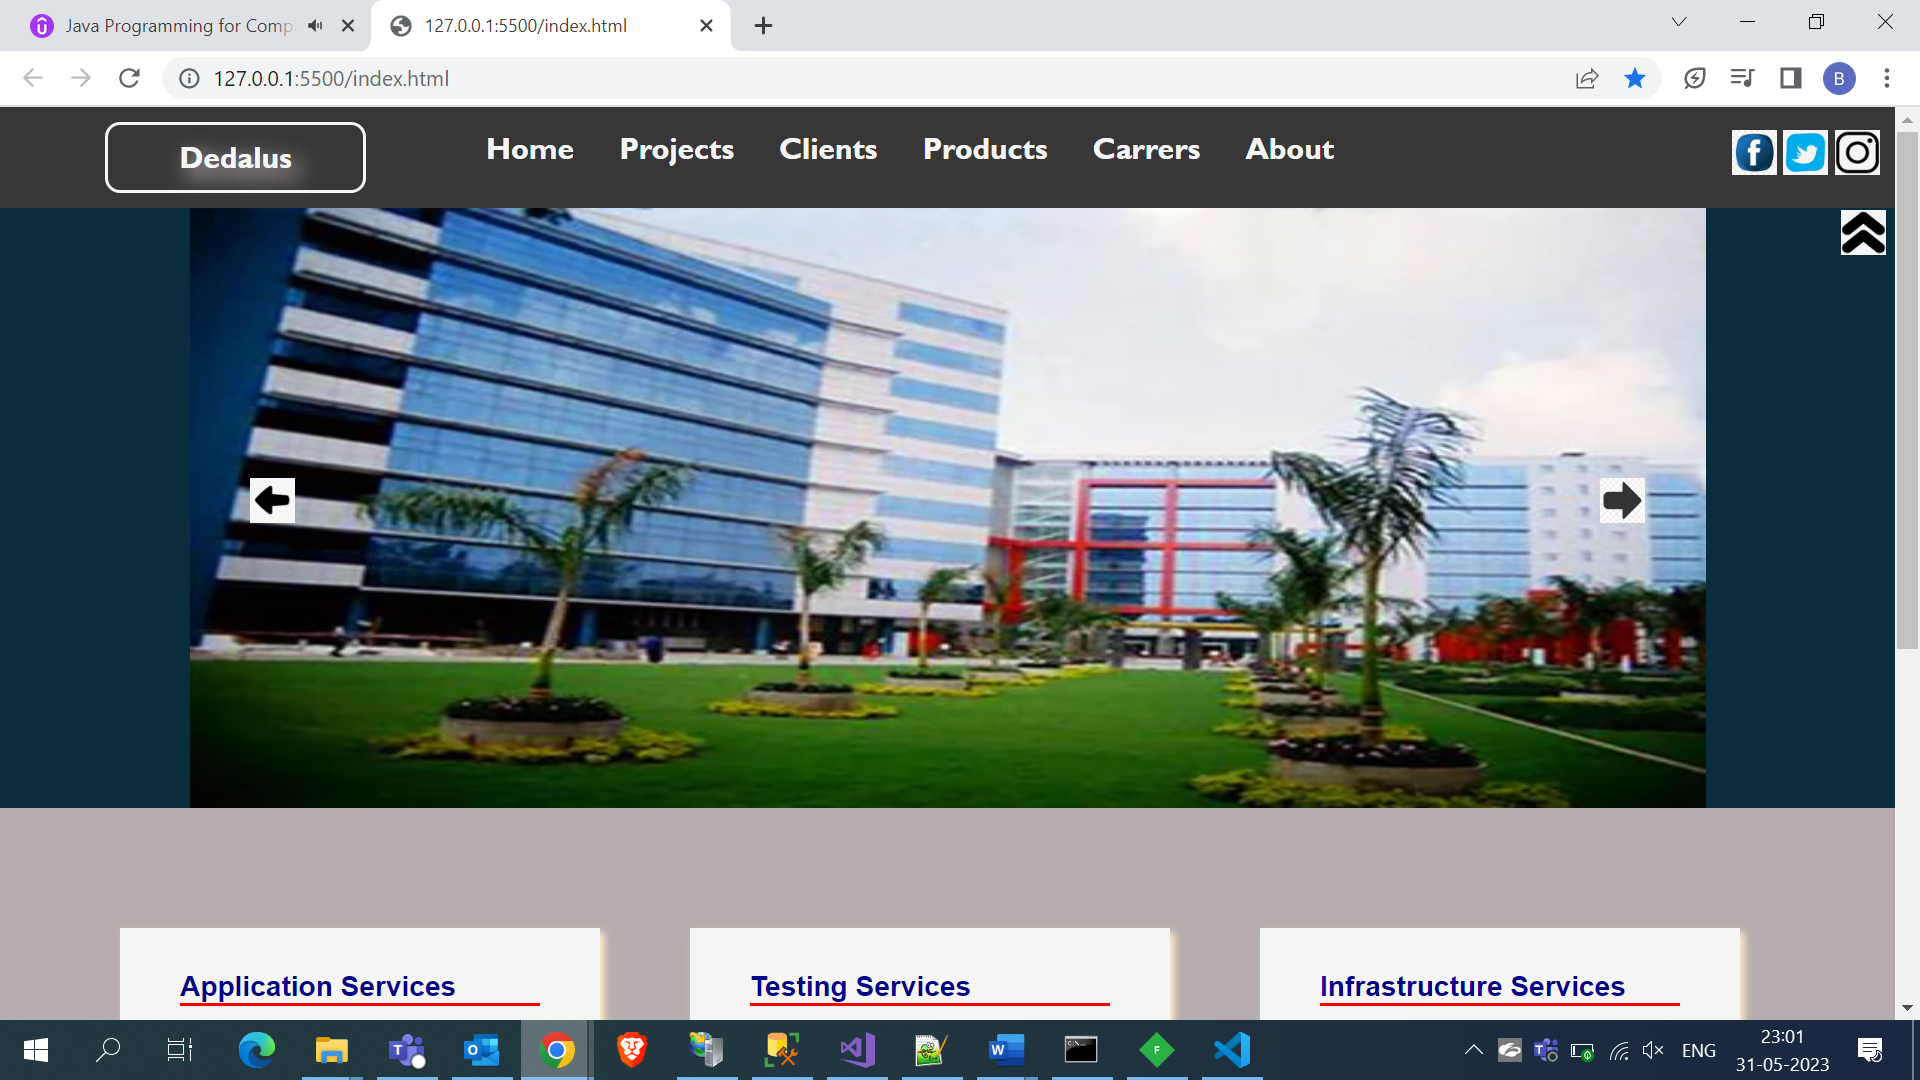 Java Programming for Comp
127.0.0.1:5500/index.html
127.0.0.1:5500/index.html
B
Dedalus
Home Projects Clients Products Carrers About
Application Services
Testing Services
Infrastructure Services
ENG
23:01
31-05-2023